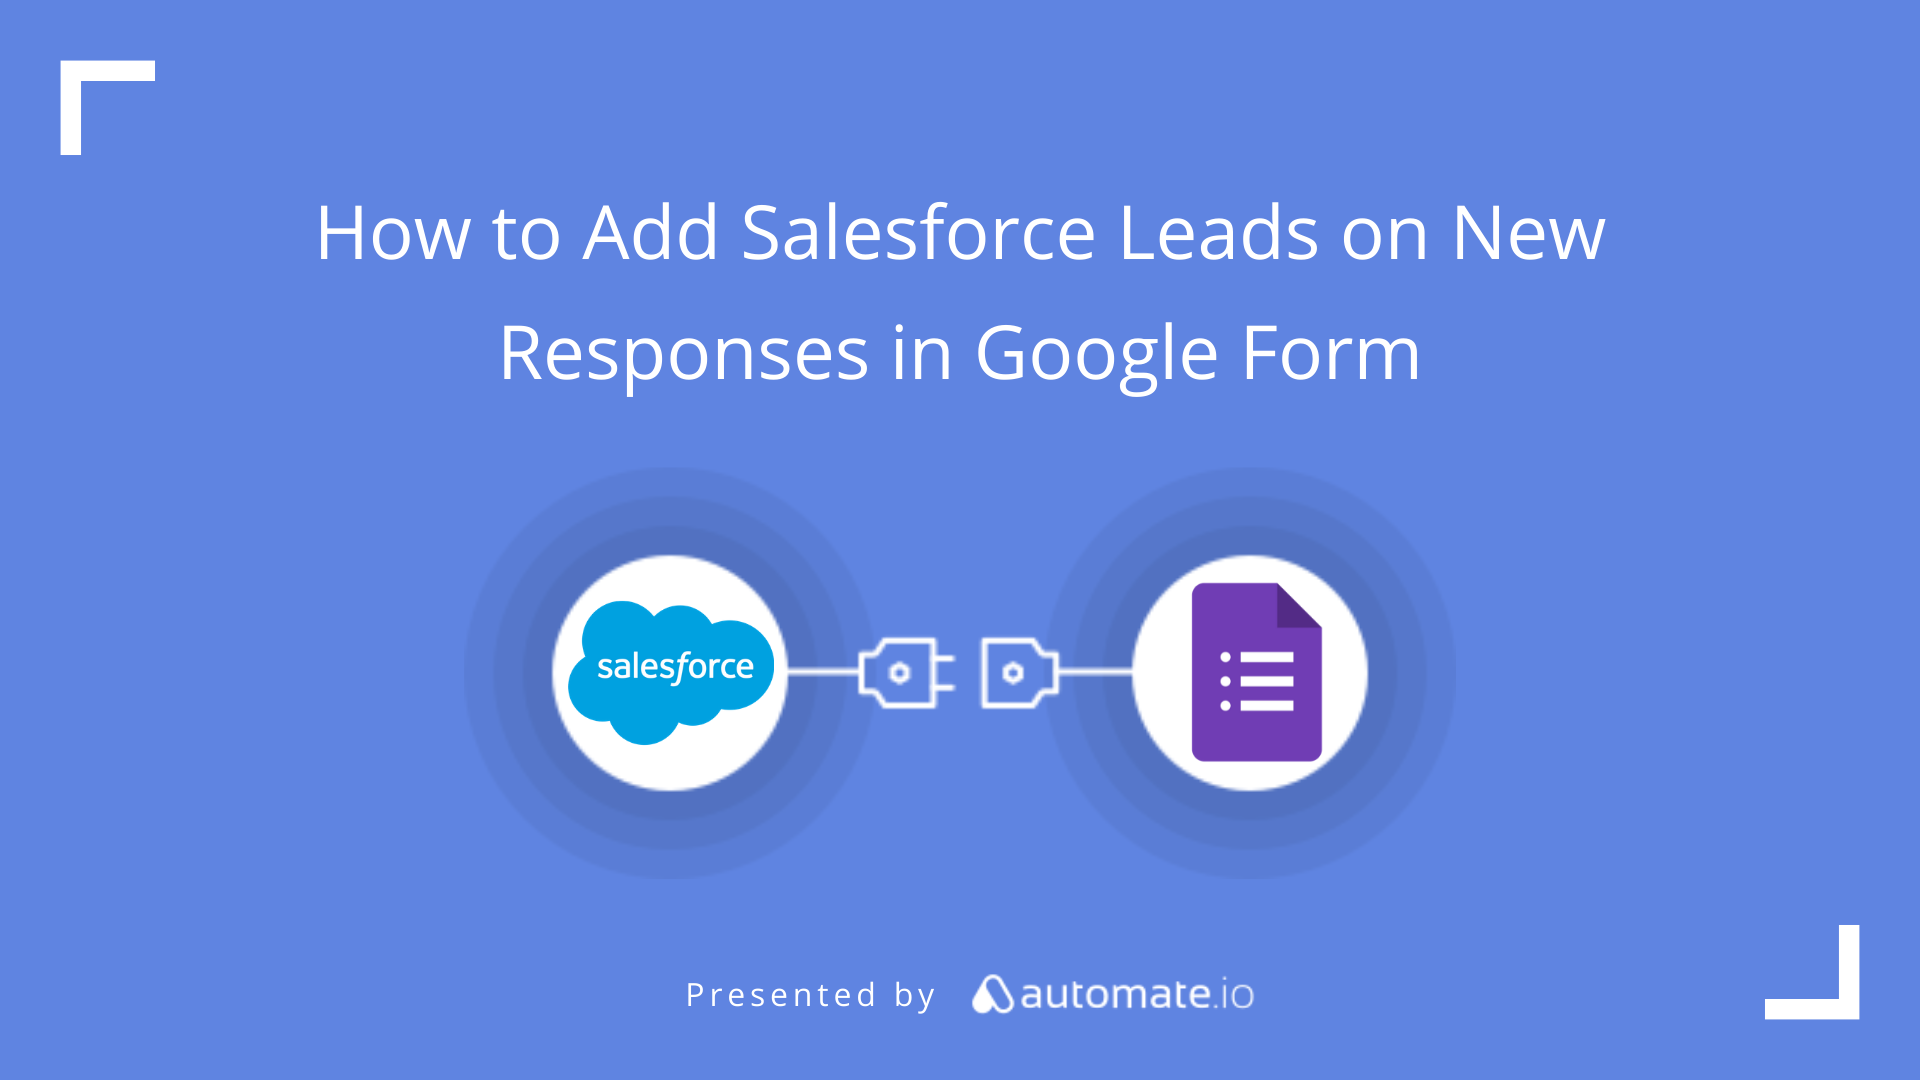 How to Add Salesforce Leads on New
Responses in Google Form
salesforce
Presented by automate.io